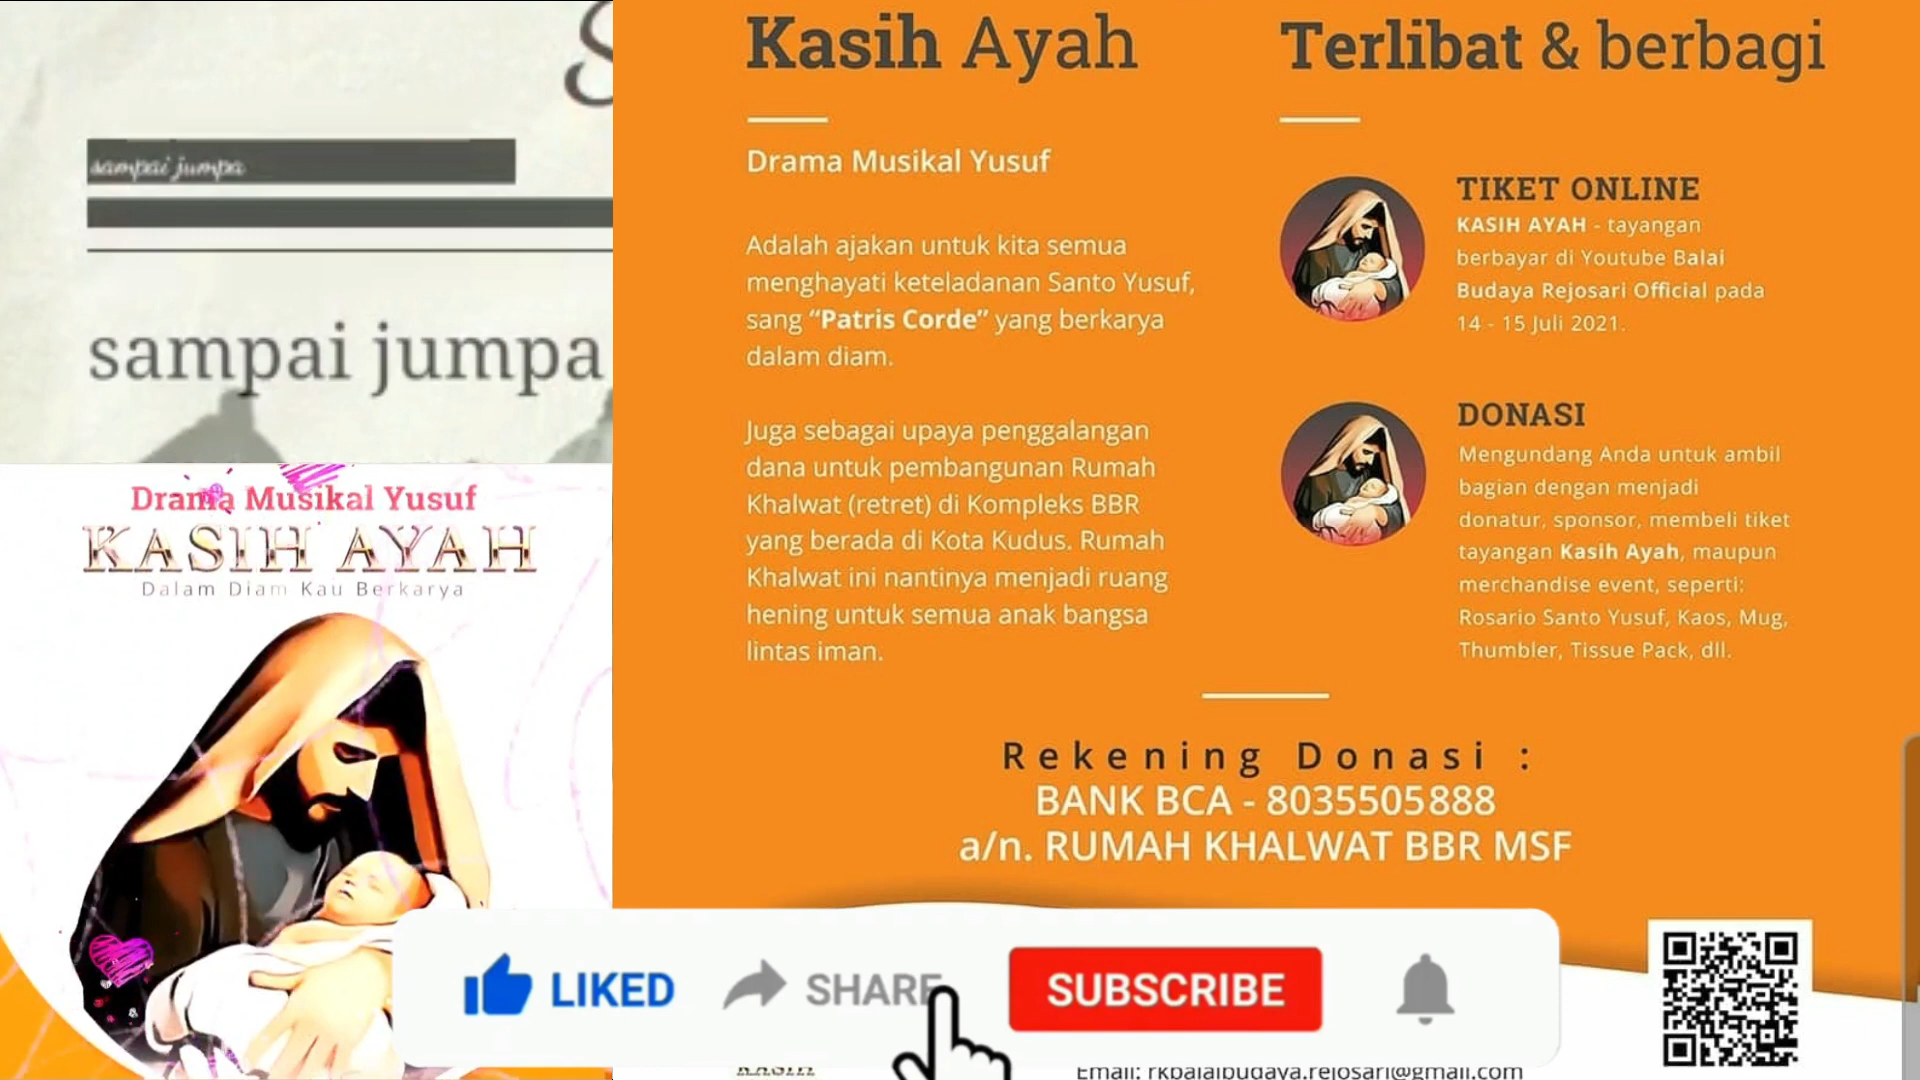 sampai jumpa
sampai jumpa
Drama Musikal Yusuf
KASIH AYAH
Dalam Diam Kau Berkarya
Kasih Ayah
Drama Musikal Yusuf
Adalah ajakan untuk kita semua
menghayati keteladanan Santo Yusuf,
sang “Patris Corde” yang berkarya
dalam diam.
Juga sebagai upaya penggalangan
dana untuk pembangunan Rumah
Khalwat (retret) di Kompleks BBR
yang berada di Kota Kudus. Rumah
Khalwat ini nantinya menjadi ruang
hening untuk semua anak bangsa
lintas iman.
Terlibat & berbagi
TIKET ONLINE
KASIH AYAH - tayangan
berbayar di Youtube Balai
Budaya Rejosari Official pada
14 - 15 Juli 2021.
DONASI
Mengundang Anda untuk ambil
bagian dengan menjadi
donatur, sponsor, membeli tiket
tayangan Kasih Ayah, maupun
merchandise event, seperti:
Rosario Santo Yusuf, Kaos, Mug,
Thumbler, Tissue Pack, dll.
Rekening Donasi :
BANK BCA - 8035505888
a/n. RUMAH KHALWAT BBR MSF
LIKED
SHARE
SUBSCRIBE
KASIH
Email: rkbalaibudaya.rejosari@gmail.com